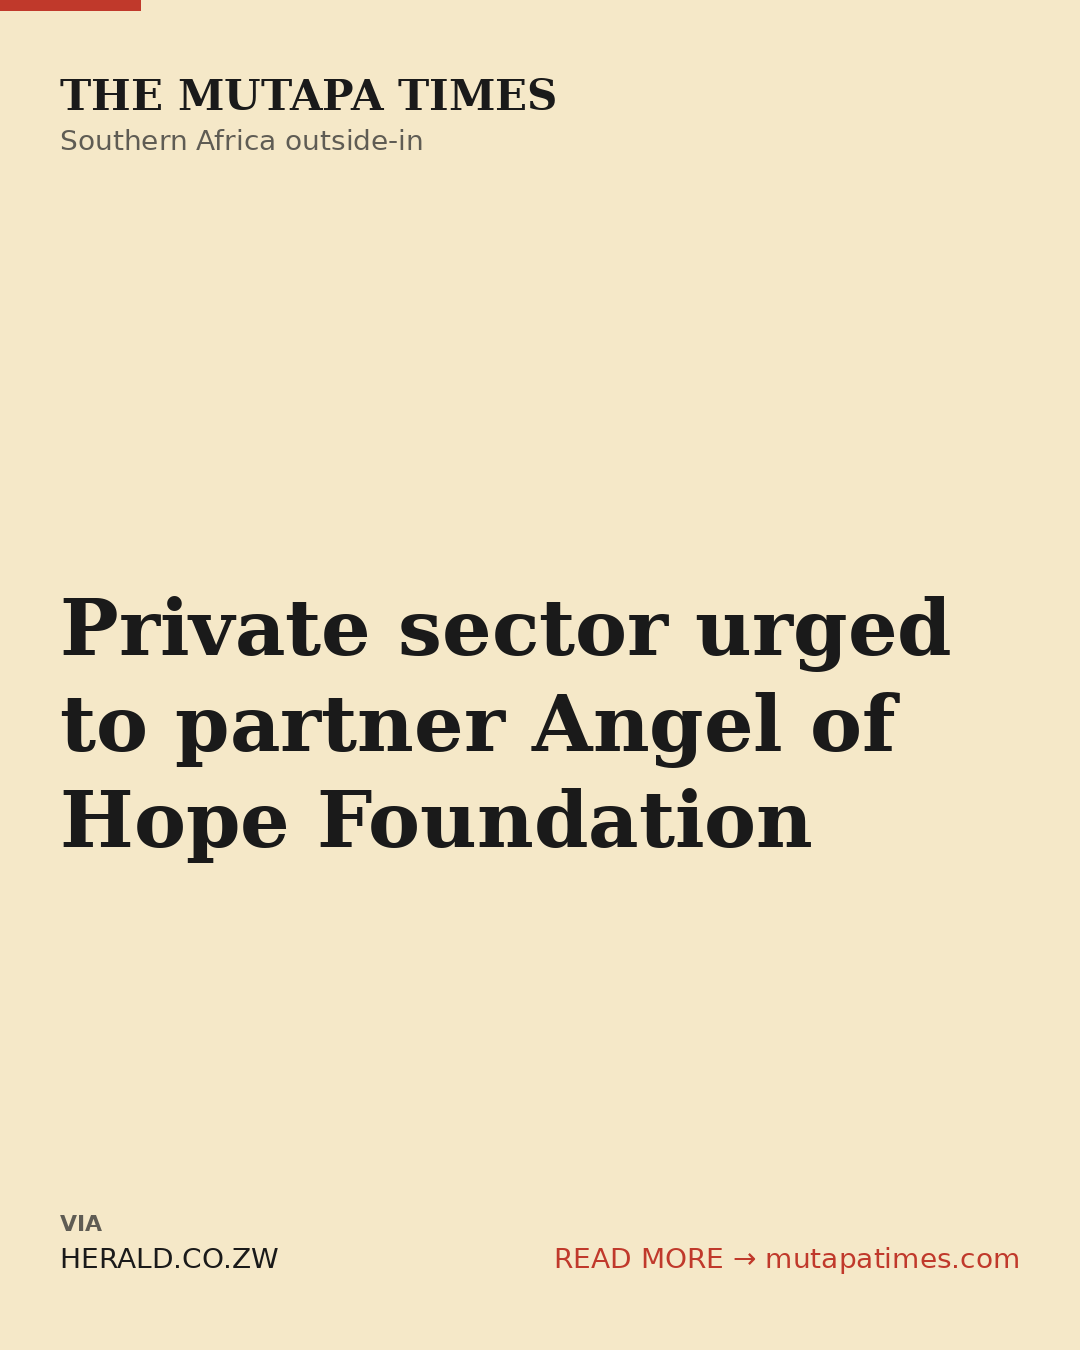 THE MUTAPA TIMES
Southern Africa outside-in
Private sector urged
to partner Angel of
Hope Foundation
VIA
HERALD.CO.ZW
READ MORE → mutapatimes.com